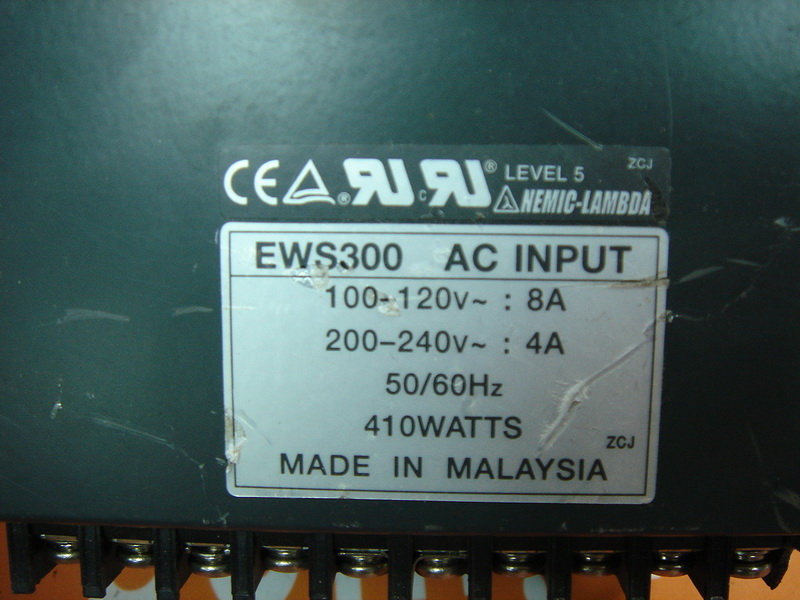 CE ® c ® LEVEL 5 ZCJ
NEMIC-LAMBDA
EWS300 AC INPUT
100-120V~ : 8A
200-240V~ : 4A
50/60Hz
410WATTS
ZCJ
MADE IN MALAYSIA